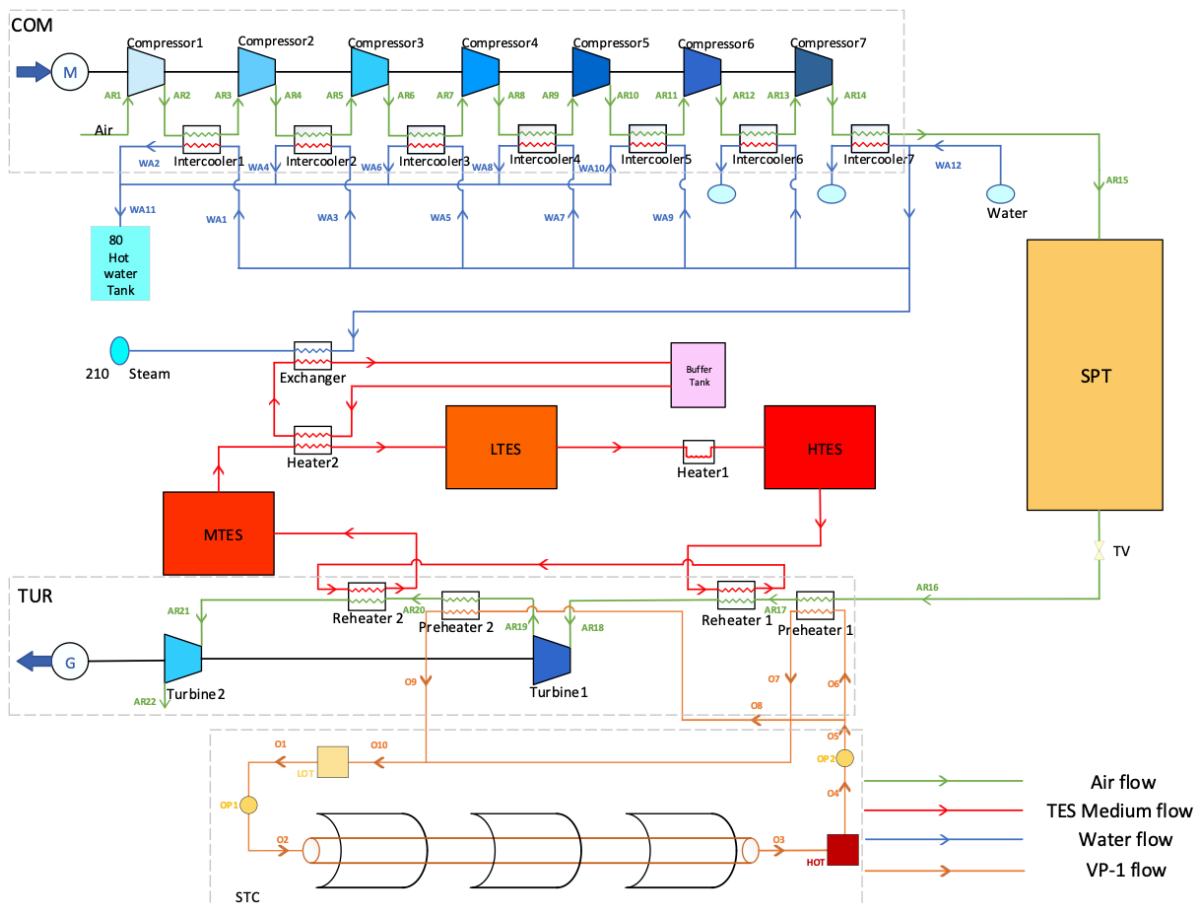 COM
Compressor1
Compressor2
Compressor3
Compressor4
Compressor5
Compressor6
Compressor7
M
AR1
AR2
AR3
AR4
AR5
AR6
AR7
AR8
AR9
AR10
AR11
AR12
AR13
AR14
Air
WA2
Intercooler1
WA4
Intercooler2
WA6
Intercooler3
WA8
Intercooler4
WA10
Intercooler5
Intercooler6
Intercooler7
WA12
AR15
WA11
WA1
WA3
WA5
WA7
WA9
Water
80
Hot
water
Tank
210
Steam
Exchanger
Buffer
Tank
SPT
Heater2
LTES
Heater1
HTES
MTES
TV
TUR
AR21
Reheater 2
AR20
Preheater 2
AR19
AR18
Reheater 1
AR17
Preheater 1
AR16
G
Turbine2
AR22
Turbine1
O9
O7
O6
O8
O5
O1
LOT
O10
OP2
OP1
O4
O2
O3
HOT
STC
Air flow
TES Medium flow
Water flow
VP-1 flow